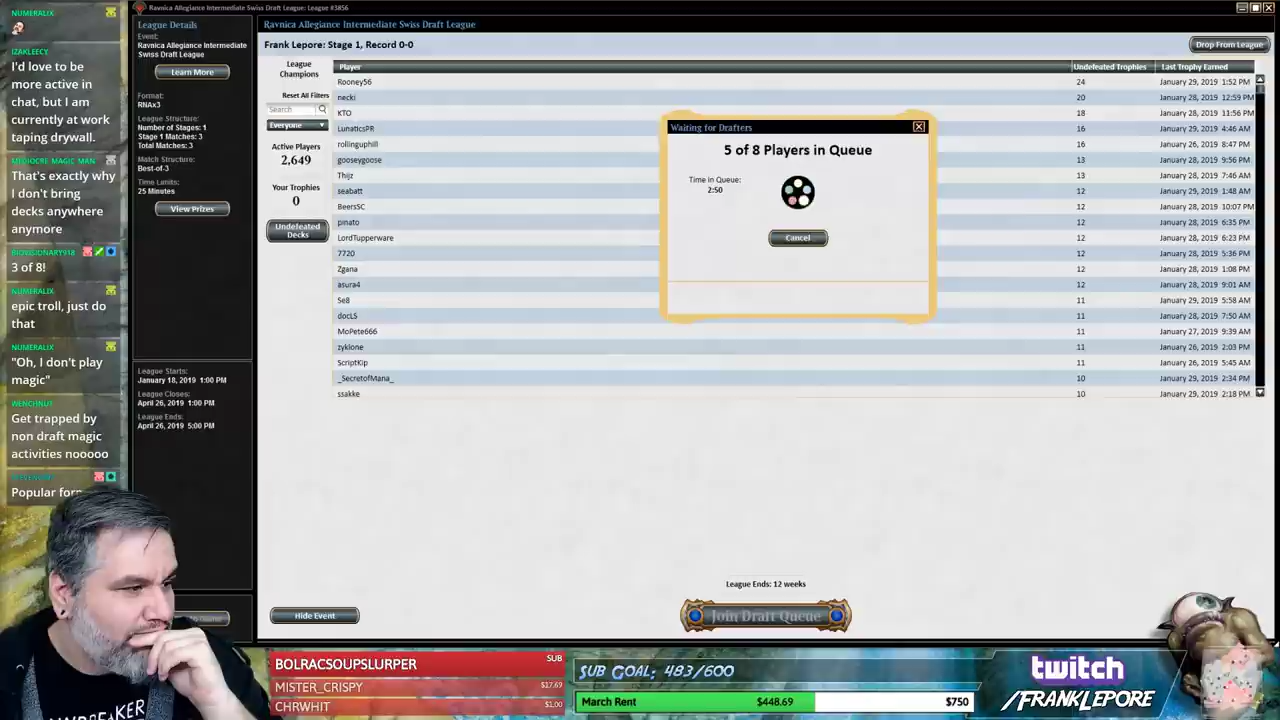 NUMERALIX
IZAKLEECY
I'd love to be
more active in
chat, but I am
currently at work
taping drywall.
MEDIOCRE MAGIC MAN
That's exactly why
I don't bring
decks anywhere
anymore
BIOVISIONARY918
3 of 8!
NUMERALIX
epic troll, just do
that
NUMERALIX
"Oh, I don't play
magic"
WENCHNUT
Get trapped by
non draft magic
activities nooooo
Popular for
Ravnica Allegiance Intermediate Swiss Draft League: League #3856
League Details
Event:
Ravnica Allegiance Intermediate
Swiss Draft League
Learn More
Format:
RNAx3
League Structure:
Number of Stages: 1
Stage 1 Matches: 3
Total Matches: 3
Match Structure:
Best-of-3
Time Limits:
25 Minutes
View Prizes
League Starts:
January 18, 2019 1:00 PM
League Closes:
April 26, 2019 1:00 PM
League Ends:
April 26, 2019 5:00 PM
Ravnica Allegiance Intermediate Swiss Draft League
Frank Lepore: Stage 1, Record 0-0
Drop From League
League
Champions
Reset All Filters
Search
Everyone
Active Players
2,649
Your Trophies
0
Undefeated
Decks
Player Undefeated Trophies Last Trophy Earned
Rooney56 24 January 29, 2019 1:52 PM
necki 20 January 28, 2019 12:59 PM
KTO 18 January 28, 2019 11:56 PM
LunaticsPR 16 January 29, 2019 4:46 AM
rollinguphill 16 January 26, 2019 8:47 PM
gooseygoose 13 January 28, 2019 9:56 PM
Thijz 13 January 28, 2019 7:46 AM
seabatt 12 January 29, 2019 1:48 AM
BeersSC 12 January 28, 2019 10:07 PM
pinato 12 January 28, 2019 6:35 PM
LordTupperware 12 January 28, 2019 6:23 PM
7720 12 January 28, 2019 5:36 PM
Zgana 12 January 28, 2019 1:08 PM
asura4 12 January 28, 2019 9:01 AM
Se8 11 January 29, 2019 5:58 AM
docLS 11 January 28, 2019 7:50 AM
MoPete666 11 January 27, 2019 9:39 AM
zyklone 11 January 26, 2019 2:03 PM
ScriptKip 11 January 26, 2019 5:45 AM
_SecretofMana_ 10 January 29, 2019 2:34 PM
ssakke 10 January 29, 2019 2:18 PM
Waiting for Drafters
5 of 8 Players in Queue
Time in Queue:
2:50
Cancel
League Ends: 12 weeks
Hide Event
Join Draft Queue
BOLRACSOUPSLURPER SUB
MISTER_CRISPY $17.69
CHRWHIT $1.00
SUB GOAL: 483/600
March Rent $448.69 $750
twitch
/FRANKLEPORE